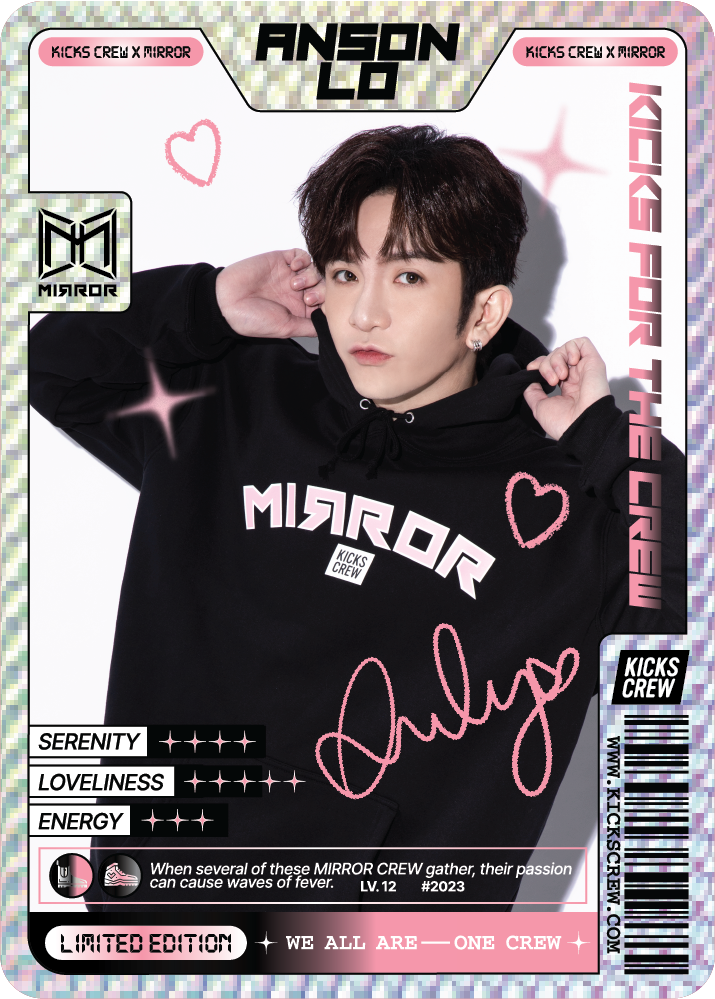 KICKS CREW X MIRROR
ANSON
LO
KICKS CREW X MIRROR
KICKS FOR THE CREW
MIRROR
MIRROR
KICKS
CREW
KICKS
CREW
SERENITY
LOVELINESS
ENERGY
WWW.KICKSCREW.COM
When several of these MIRROR CREW gather, their passion
can cause waves of fever. LV. 12 #2023
LIMITED EDITION
WE ALL ARE — ONE CREW